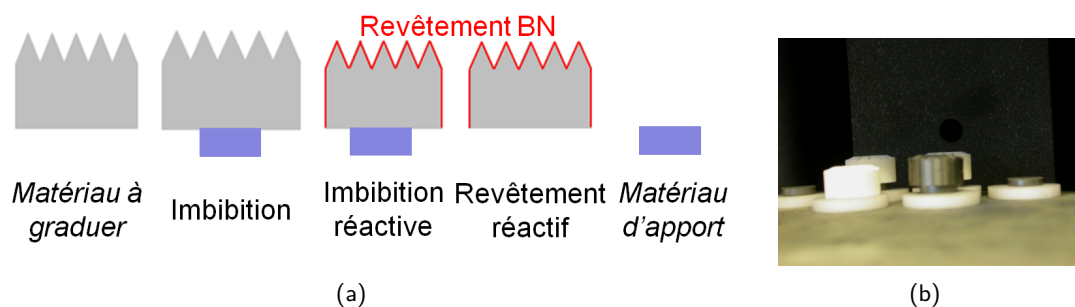 Revêtement BN
Matériau à
graduer
Imbibition
Imbibition
réactive
Revêtement
réactif
Matériau
d'apport
(a)
(b)